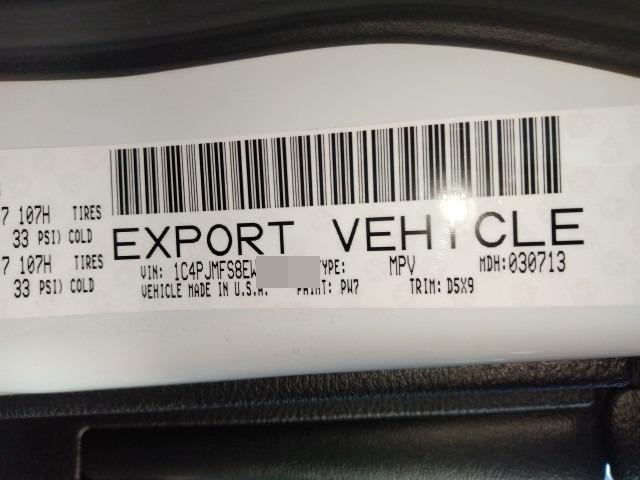 7 107H TIRES
33 PSI) COLD
EXPORT VEHICLE
7 107H TIRES
33 PSI) COLD
VIN: 1C4PJMFS8EW TYPE: MPV MDH:030713
VEHICLE MADE IN U.S.A. PAINT: PW7 TRIM: D5X9